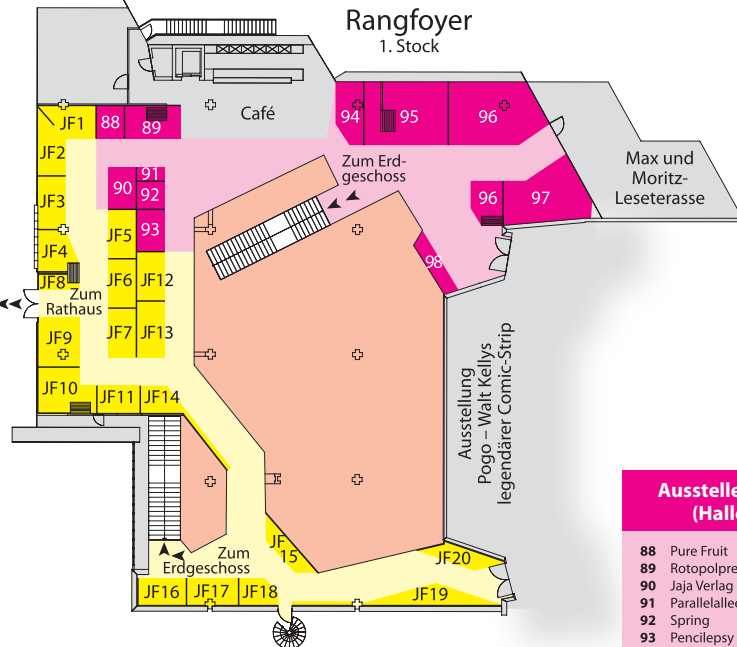 Rangfoyer
1. Stock
Café
94
95
96
JF1
88
89
JF2
Zum Erd-
geschoss
Max und
Moritz-
Leseterasse
91
90
92
96
97
JF3
93
JF5
JF4
98
JF8
JF6
JF12
Zum
Rathaus
JF7
JF13
JF9
JF10
JF11
JF14
Ausstellung
Pogo – Walt Kellys
legendärer Comic-Strip
JF
15
JF20
Zum
Erdgeschoss
JF16
JF17
JF18
JF19
Ausstelle
(Halle
88 Pure Fruit
89 Rotopolpre
90 Jaja Verlag
91 Parallelallee
92 Spring
93 Pencilepsy